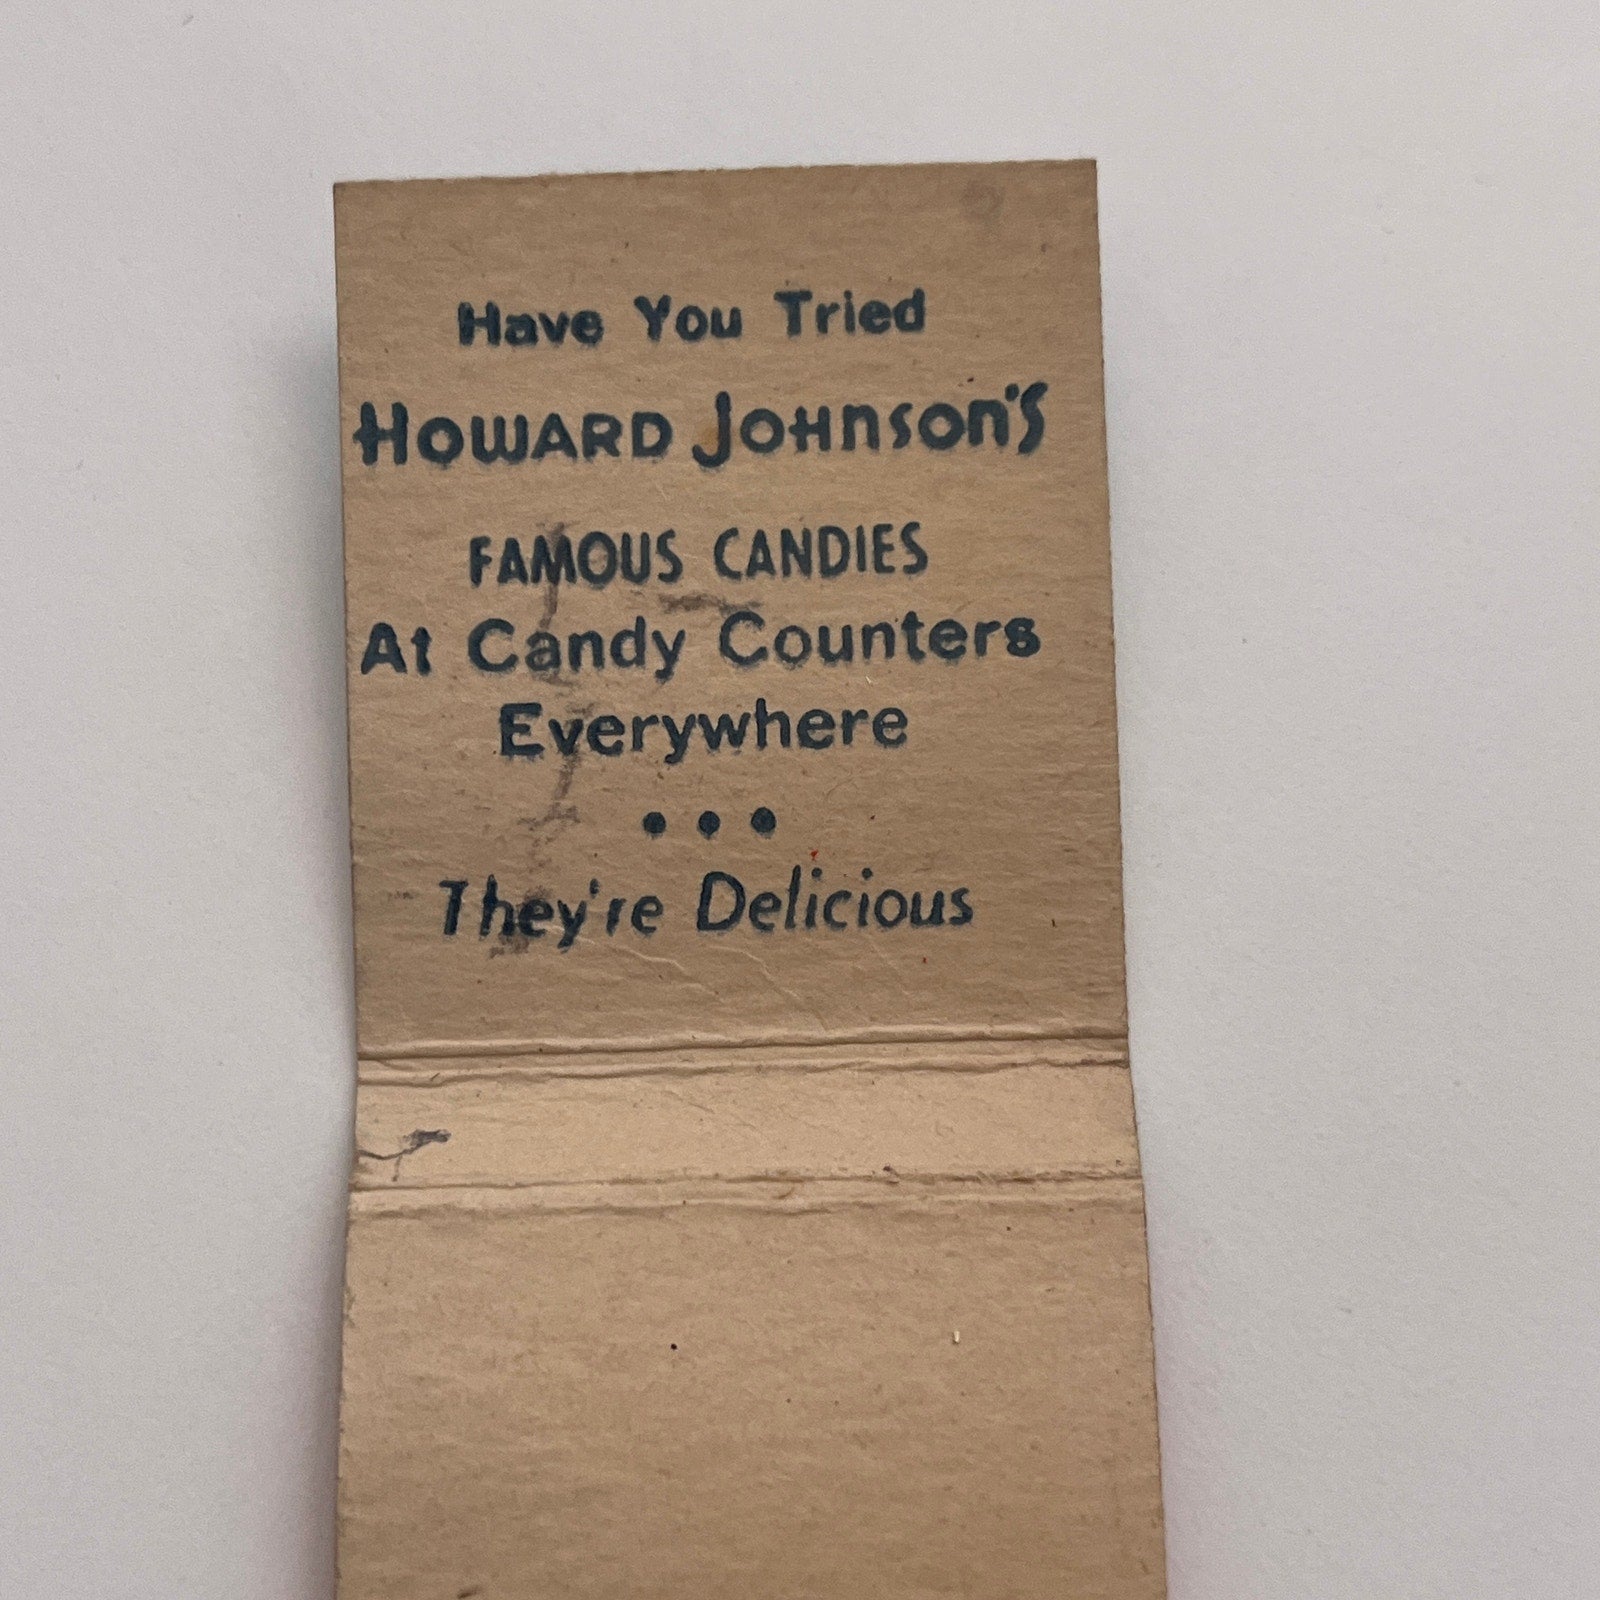 Have You Tried
HOWARD JOHNSON'S
FAMOUS CANDIES
At Candy Counters
Everywhere
• • •
They're Delicious